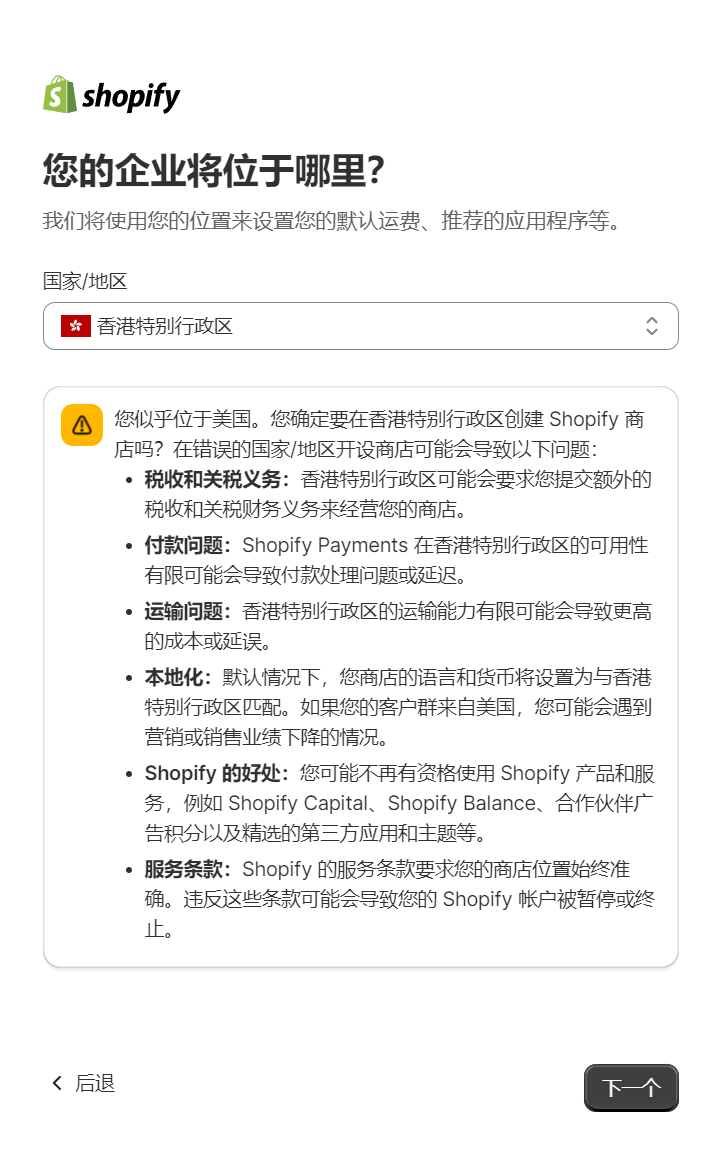 shopify
您的企业将位于哪里？
我们将使用您的位置来设置您的默认运费、推荐的应用程序等。
国家/地区
香港特别行政区
您似乎位于美国。您确定要在香港特别行政区创建 Shopify 商
店吗？在错误的国家/地区开设商店可能会导致以下问题：
• 税收和关税义务：香港特别行政区可能会要求您提交额外的
税收和关税财务义务来经营您的商店。
• 付款问题：Shopify Payments 在香港特别行政区的可用性
有限可能会导致付款处理问题或延迟。
• 运输问题：香港特别行政区的运输能力有限可能会导致更高
的成本或延误。
• 本地化：默认情况下，您商店的语言和货币将设置为与香港
特别行政区匹配。如果您的客户群来自美国，您可能会遇到
营销或销售业绩下降的情况。
• Shopify 的好处：您可能不再有资格使用 Shopify 产品和服
务，例如 Shopify Capital、Shopify Balance、合作伙伴广
告积分以及精选的第三方应用和主题等。
• 服务条款：Shopify 的服务条款要求您的商店位置始终准
确。违反这些条款可能会导致您的 Shopify 帐户被暂停或终
止。
后退
下一个